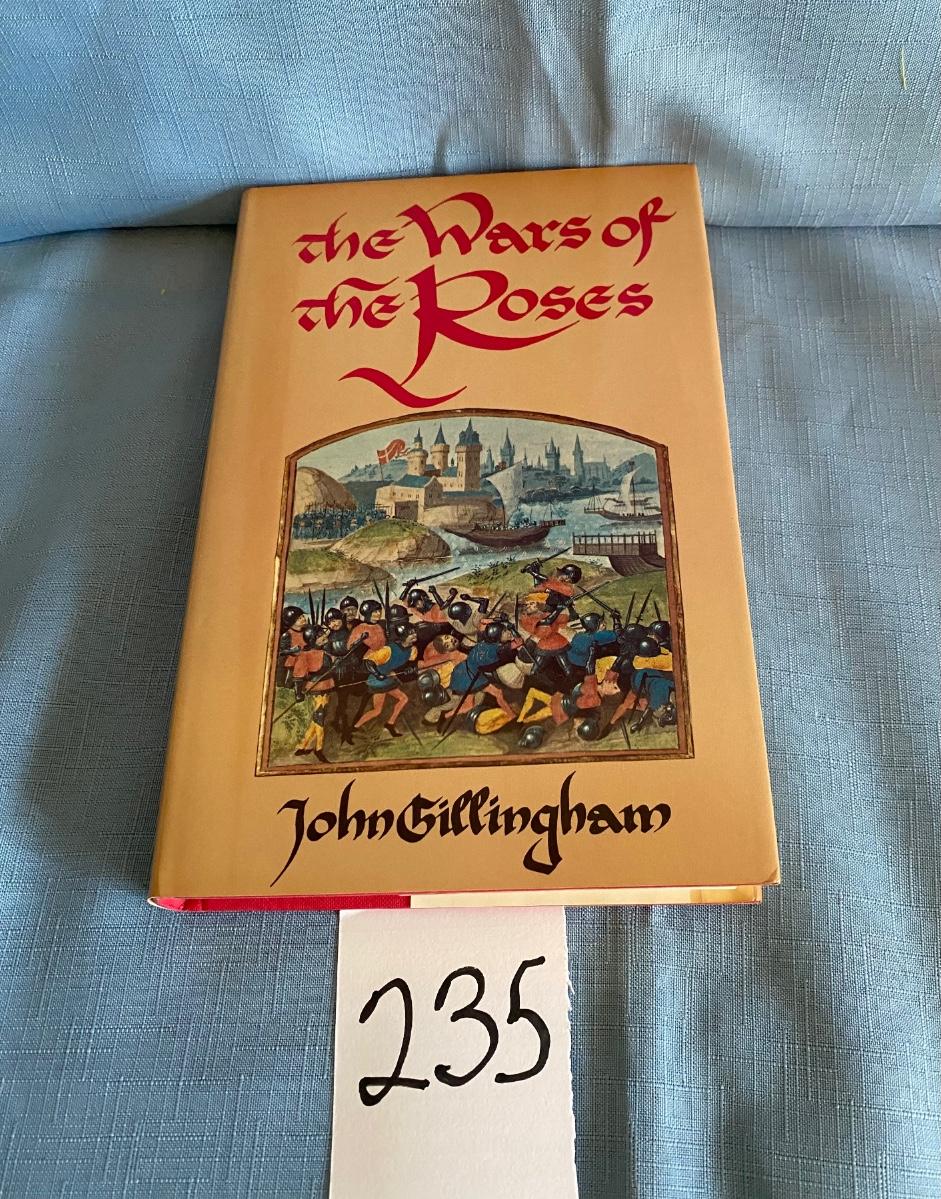 the Wars of
the Roses
John Gillingham
235